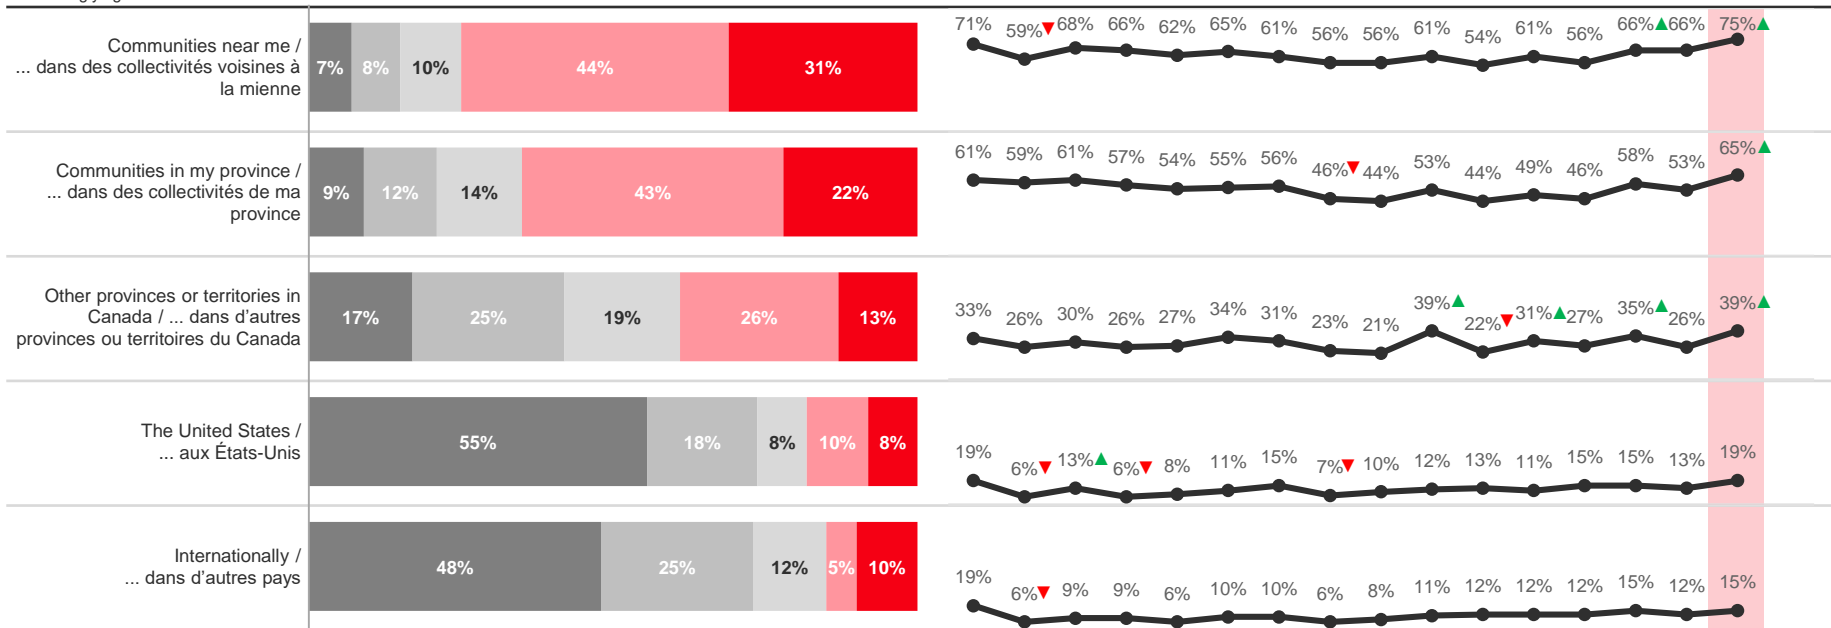 71% 59% 68% 66% 62% 65% 61% 56% 56% 61% 54% 61% 56% 66% 66% 75%
Communities near me /
... dans des collectivités voisines à
la mienne
7% 8% 10% 44% 31%
61% 59% 61% 57% 54% 55% 56% 46% 44% 53% 44% 49% 46% 58% 53% 65%
Communities in my province /
... dans des collectivités de ma
province
9% 12% 14% 43% 22%
33% 26% 30% 26% 27% 34% 31% 23% 21% 39% 22% 31% 27% 35% 26% 39%
Other provinces or territories in
Canada / ... dans d'autres
provinces ou territoires du Canada
17% 25% 19% 26% 13%
The United States /
... aux États-Unis
55% 18% 8% 10% 8%
19% 6% 13% 6% 8% 11% 15% 7% 10% 12% 13% 11% 15% 15% 13% 19%
Internationally /
... dans d'autres pays
48% 25% 12% 5% 10%
19% 6% 9% 9% 6% 10% 10% 6% 8% 11% 12% 12% 12% 15% 12% 15%